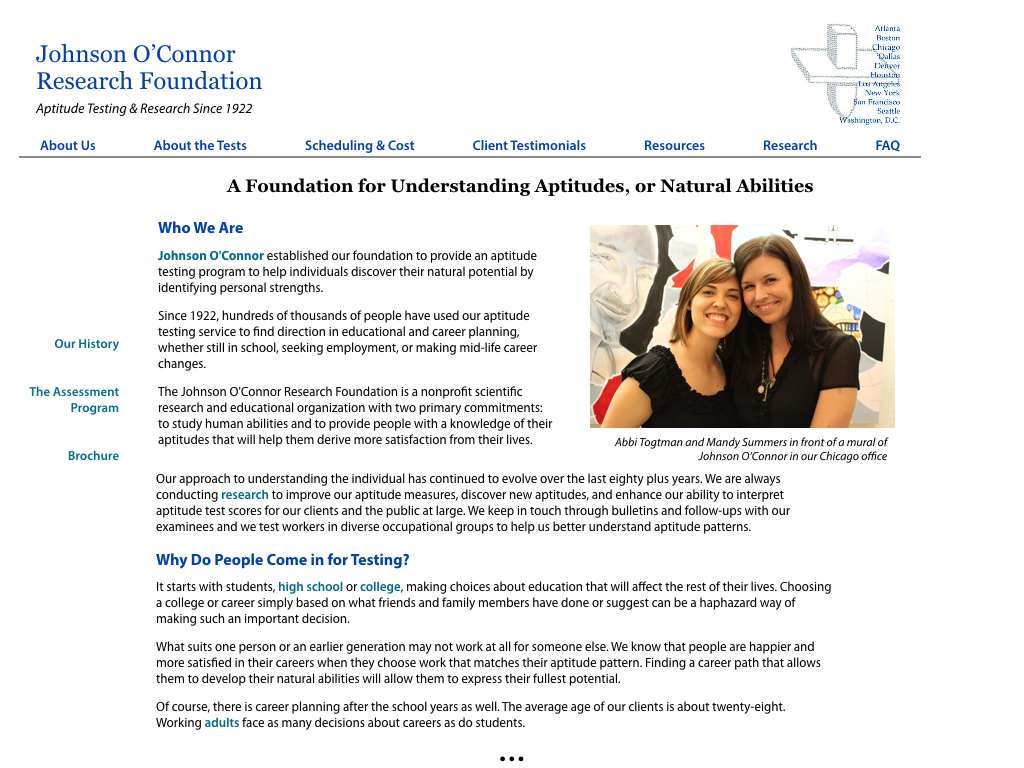 Johnson O’Connor
Research Foundation
Aptitude Testing & Research Since 1922
Atlanta
Boston
Chicago
Dallas
Denver
Houston
Los Angeles
New York
San Francisco
Seattle
Washington, D.C.
About Us
About the Tests
Scheduling & Cost
Client Testimonials
Resources
Research
FAQ
A Foundation for Understanding Aptitudes, or Natural Abilities
Our History
The Assessment
Program
Brochure
Who We Are
Johnson O'Connor established our foundation to provide an aptitude
testing program to help individuals discover their natural potential by
identifying personal strengths.
Since 1922, hundreds of thousands of people have used our aptitude
testing service to find direction in educational and career planning,
whether still in school, seeking employment, or making mid-life career
changes.
The Johnson O'Connor Research Foundation is a nonprofit scientific
research and educational organization with two primary commitments:
to study human abilities and to provide people with a knowledge of their
aptitudes that will help them derive more satisfaction from their lives.
Abbi Togtman and Mandy Summers in front of a mural of
Johnson O’Connor in our Chicago office
Our approach to understanding the individual has continued to evolve over the last eighty plus years. We are always
conducting research to improve our aptitude measures, discover new aptitudes, and enhance our ability to interpret
aptitude test scores for our clients and the public at large. We keep in touch through bulletins and follow-ups with our
examinees and we test workers in diverse occupational groups to help us better understand aptitude patterns.
Why Do People Come in for Testing?
It starts with students, high school or college, making choices about education that will affect the rest of their lives. Choosing
a college or career simply based on what friends and family members have done or suggest can be a haphazard way of
making such an important decision.
What suits one person or an earlier generation may not work at all for someone else. We know that people are happier and
more satisfied in their careers when they choose work that matches their aptitude pattern. Finding a career path that allows
them to develop their natural abilities will allow them to express their fullest potential.
Of course, there is career planning after the school years as well. The average age of our clients is about twenty-eight.
Working adults face as many decisions about careers as do students.
•••